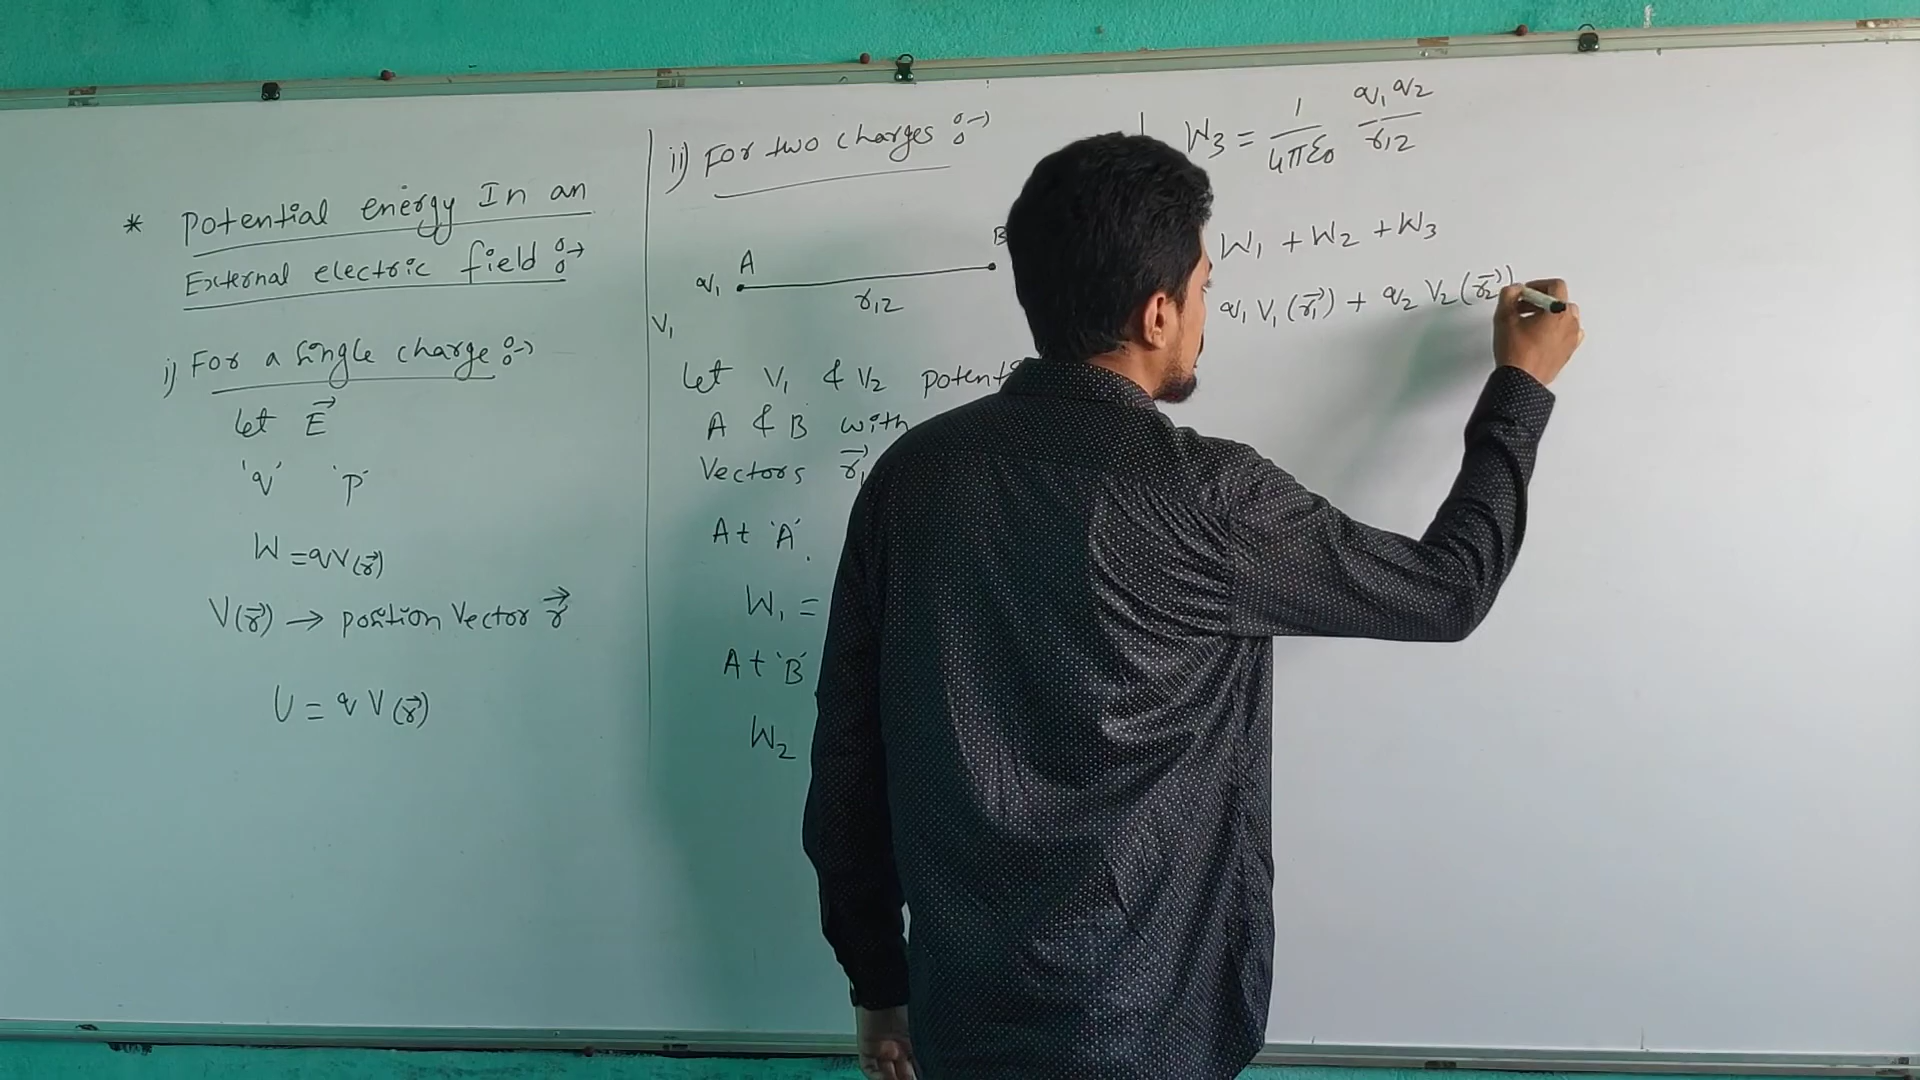 * Potential energy In an
External electric field :→
i) For a single charge :→
Let E⃗
'q' 'p'
W = qV(r⃗)
V(r⃗) → position Vector r⃗
U = q V(r⃗)
ii) For two charges :→
A B
q₁ r₁₂
V₁
Let V₁ & V₂
A & B with
Vectors r⃗₁
At 'A'.
W₁ =
At 'B'
W₂
W₃ = 1/4πε₀ q₁q₂/r₁₂
W₁ + W₂ + W₃
q₁ V₁(r⃗₁) + q₂ V₂(r⃗₂)